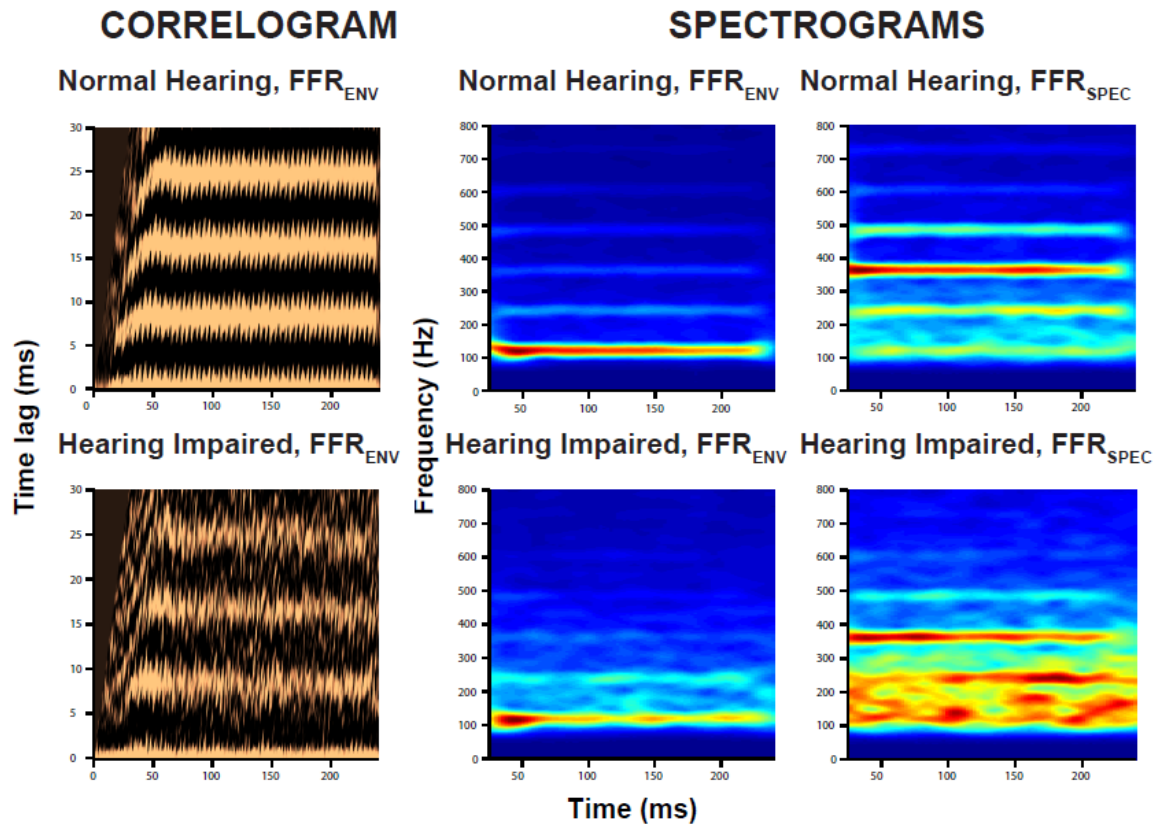 CORRELOGRAM
SPECTROGRAMS
Normal Hearing, FFRENV
Normal Hearing, FFRENV
Normal Hearing, FFRSPEC
30
25
20
15
10
5
0
0 50 100 150 200
800
700
600
500
400
300
200
100
0
50 100 150 200
800
700
600
500
400
300
200
100
0
50 100 150 200
Time lag (ms)
Frequency (Hz)
Hearing Impaired, FFRENV
Hearing Impaired, FFRENV
Hearing Impaired, FFRSPEC
30
25
20
15
10
5
0
0 50 100 150 200
800
700
600
500
400
300
200
100
0
50 100 150 200
800
700
600
500
400
300
200
100
0
50 100 150 200
Time (ms)